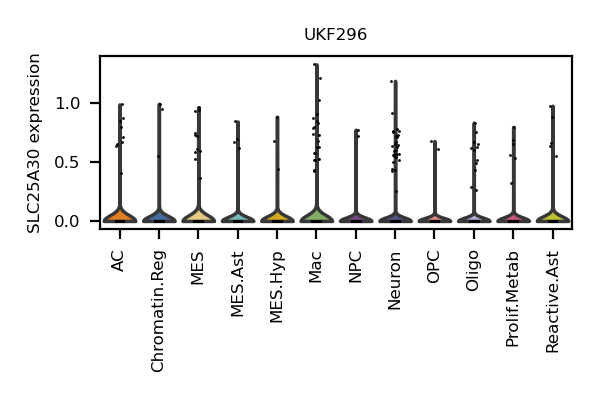 UKF296
SLC25A30 expression
1.0
0.5
0.0
AC
Chromatin.Reg
MES
MES.Ast
MES.Hyp
Mac
NPC
Neuron
OPC
Oligo
Prolif.Metab
Reactive.Ast